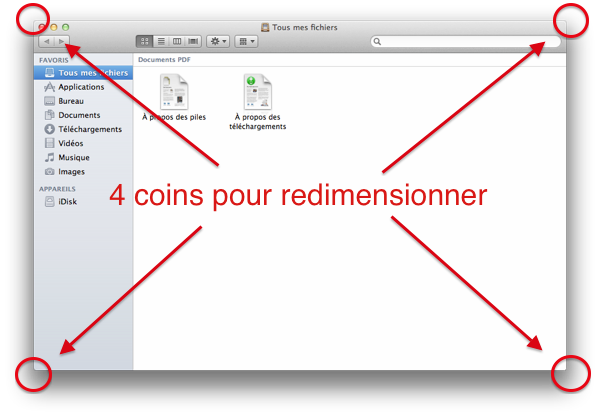 Tous mes fichiers
FAVORIS
Tous mes fichiers
Applications
Bureau
Documents
Téléchargements
Vidéos
Musique
Images
APPAREILS
iDisk
Documents PDF
À propos des piles
À propos des
téléchargements
4 coins pour redimensionner